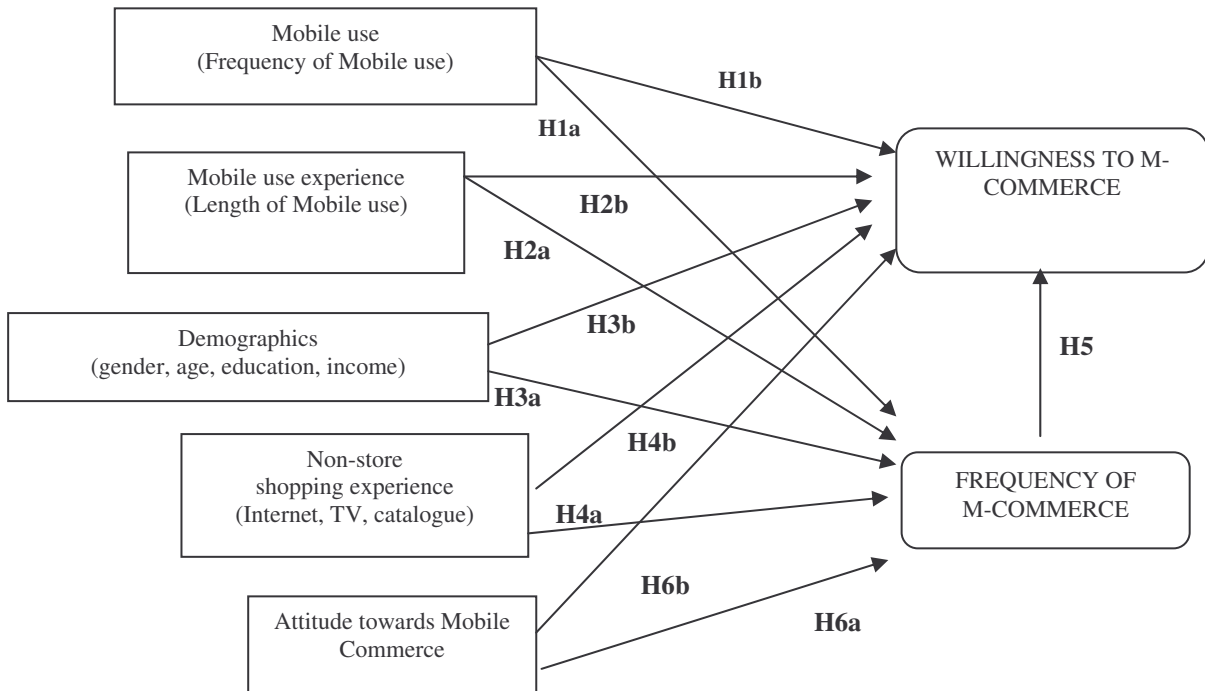 Mobile use
(Frequency of Mobile use)
H1b
H1a
WILLINGNESS TO M-
COMMERCE
Mobile use experience
(Length of Mobile use)
H2b
H2a
H3b
Demographics
(gender, age, education, income)
H5
H3a
H4b
Non-store
shopping experience
(Internet, TV, catalogue)
FREQUENCY OF
M-COMMERCE
H4a
H6b
H6a
Attitude towards Mobile
Commerce